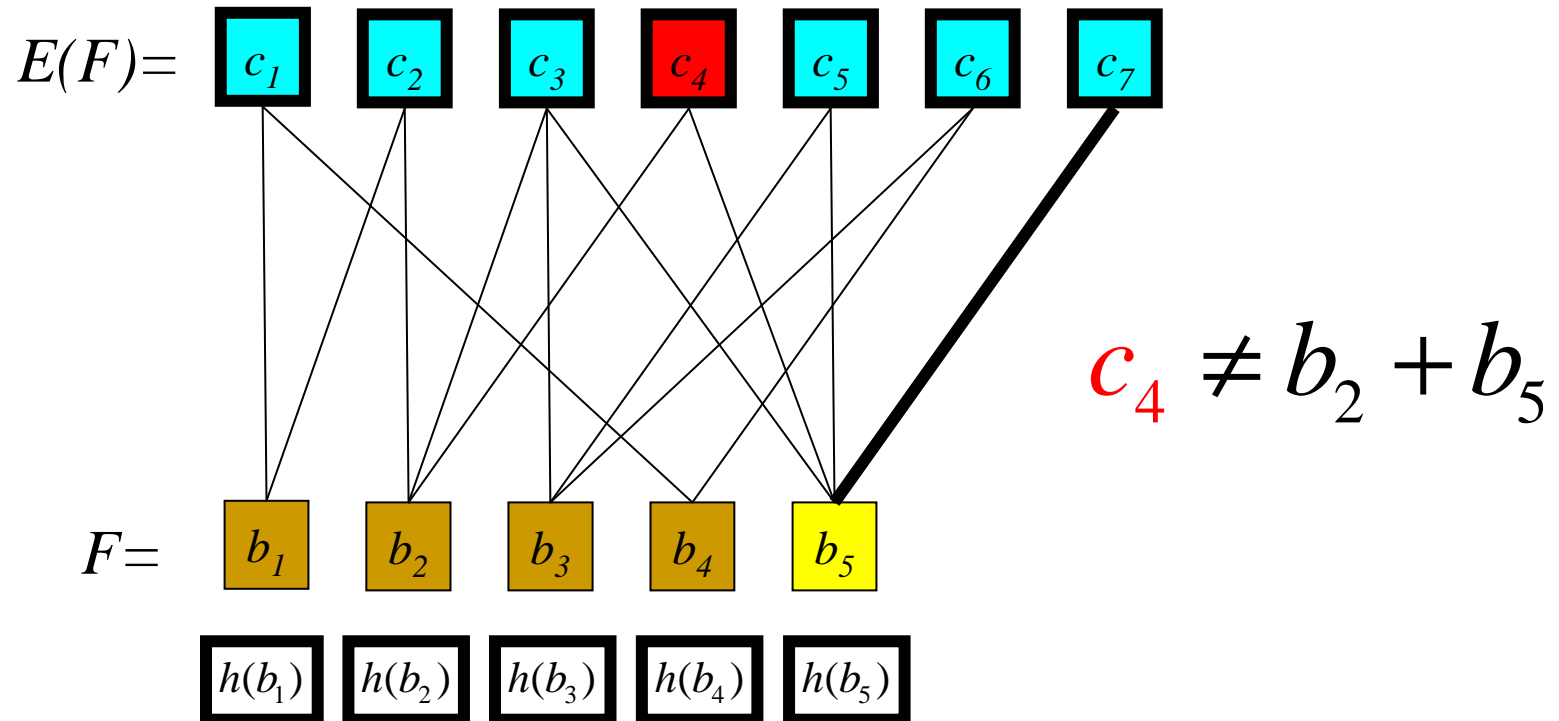 E(F)= c₁ c₂ c₃ c₄ c₅ c₆ c₇
c₄ ≠ b₂ + b₅
F= b₁ b₂ b₃ b₄ b₅
h(b₁) h(b₂) h(b₃) h(b₄) h(b₅)